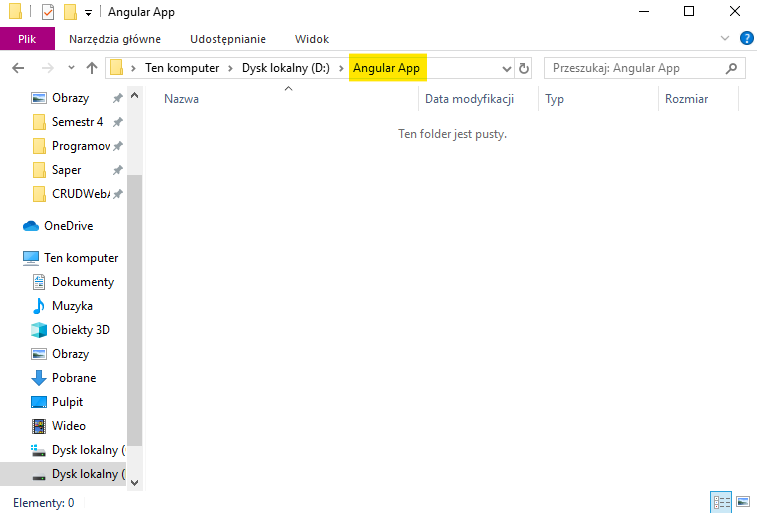 Angular App
Plik Narzędzia główne Udostępnianie Widok
Ten komputer Dysk lokalny (D:) Angular App
Przeszukaj: Angular App
Nazwa Data modyfikacji Typ Rozmiar
Ten folder jest pusty.
Obrazy
Semestr 4
Programow
Saper
CRUDWebA
OneDrive
Ten komputer
Dokumenty
Muzyka
Obiekty 3D
Obrazy
Pobrane
Pulpit
Wideo
Dysk lokalny (
Dysk lokalny (
Elementy: 0